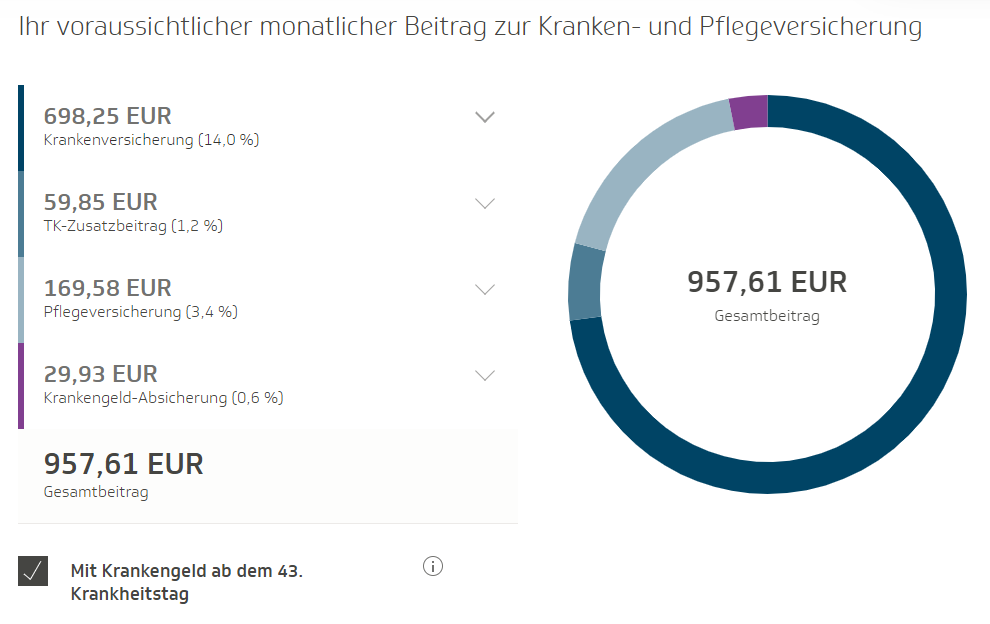 Ihr voraussichtlicher monatlicher Beitrag zur Kranken- und Pflegeversicherung
698,25 EUR
Krankenversicherung (14,0 %)
59,85 EUR
TK-Zusatzbeitrag (1,2 %)
169,58 EUR
Pflegeversicherung (3,4 %)
29,93 EUR
Krankengeld-Absicherung (0,6 %)
957,61 EUR
Gesamtbeitrag
Mit Krankengeld ab dem 43.
Krankheitstag
957,61 EUR
Gesamtbeitrag